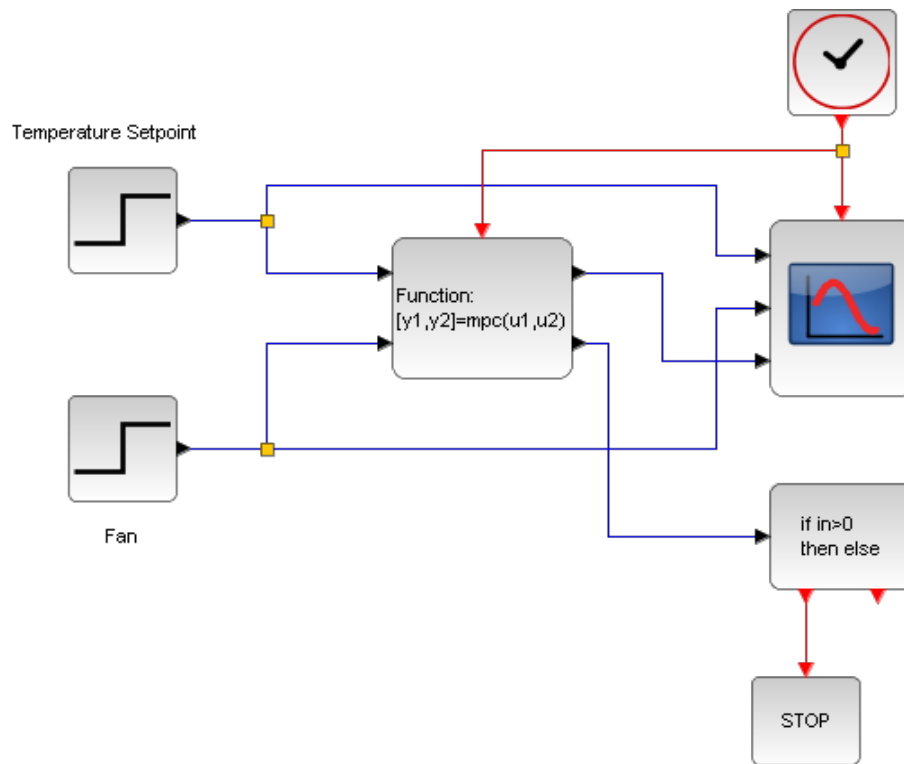 Temperature Setpoint
Function:
[y1,y2]=mpc(u1,u2)
Fan
if in>0
then else
STOP